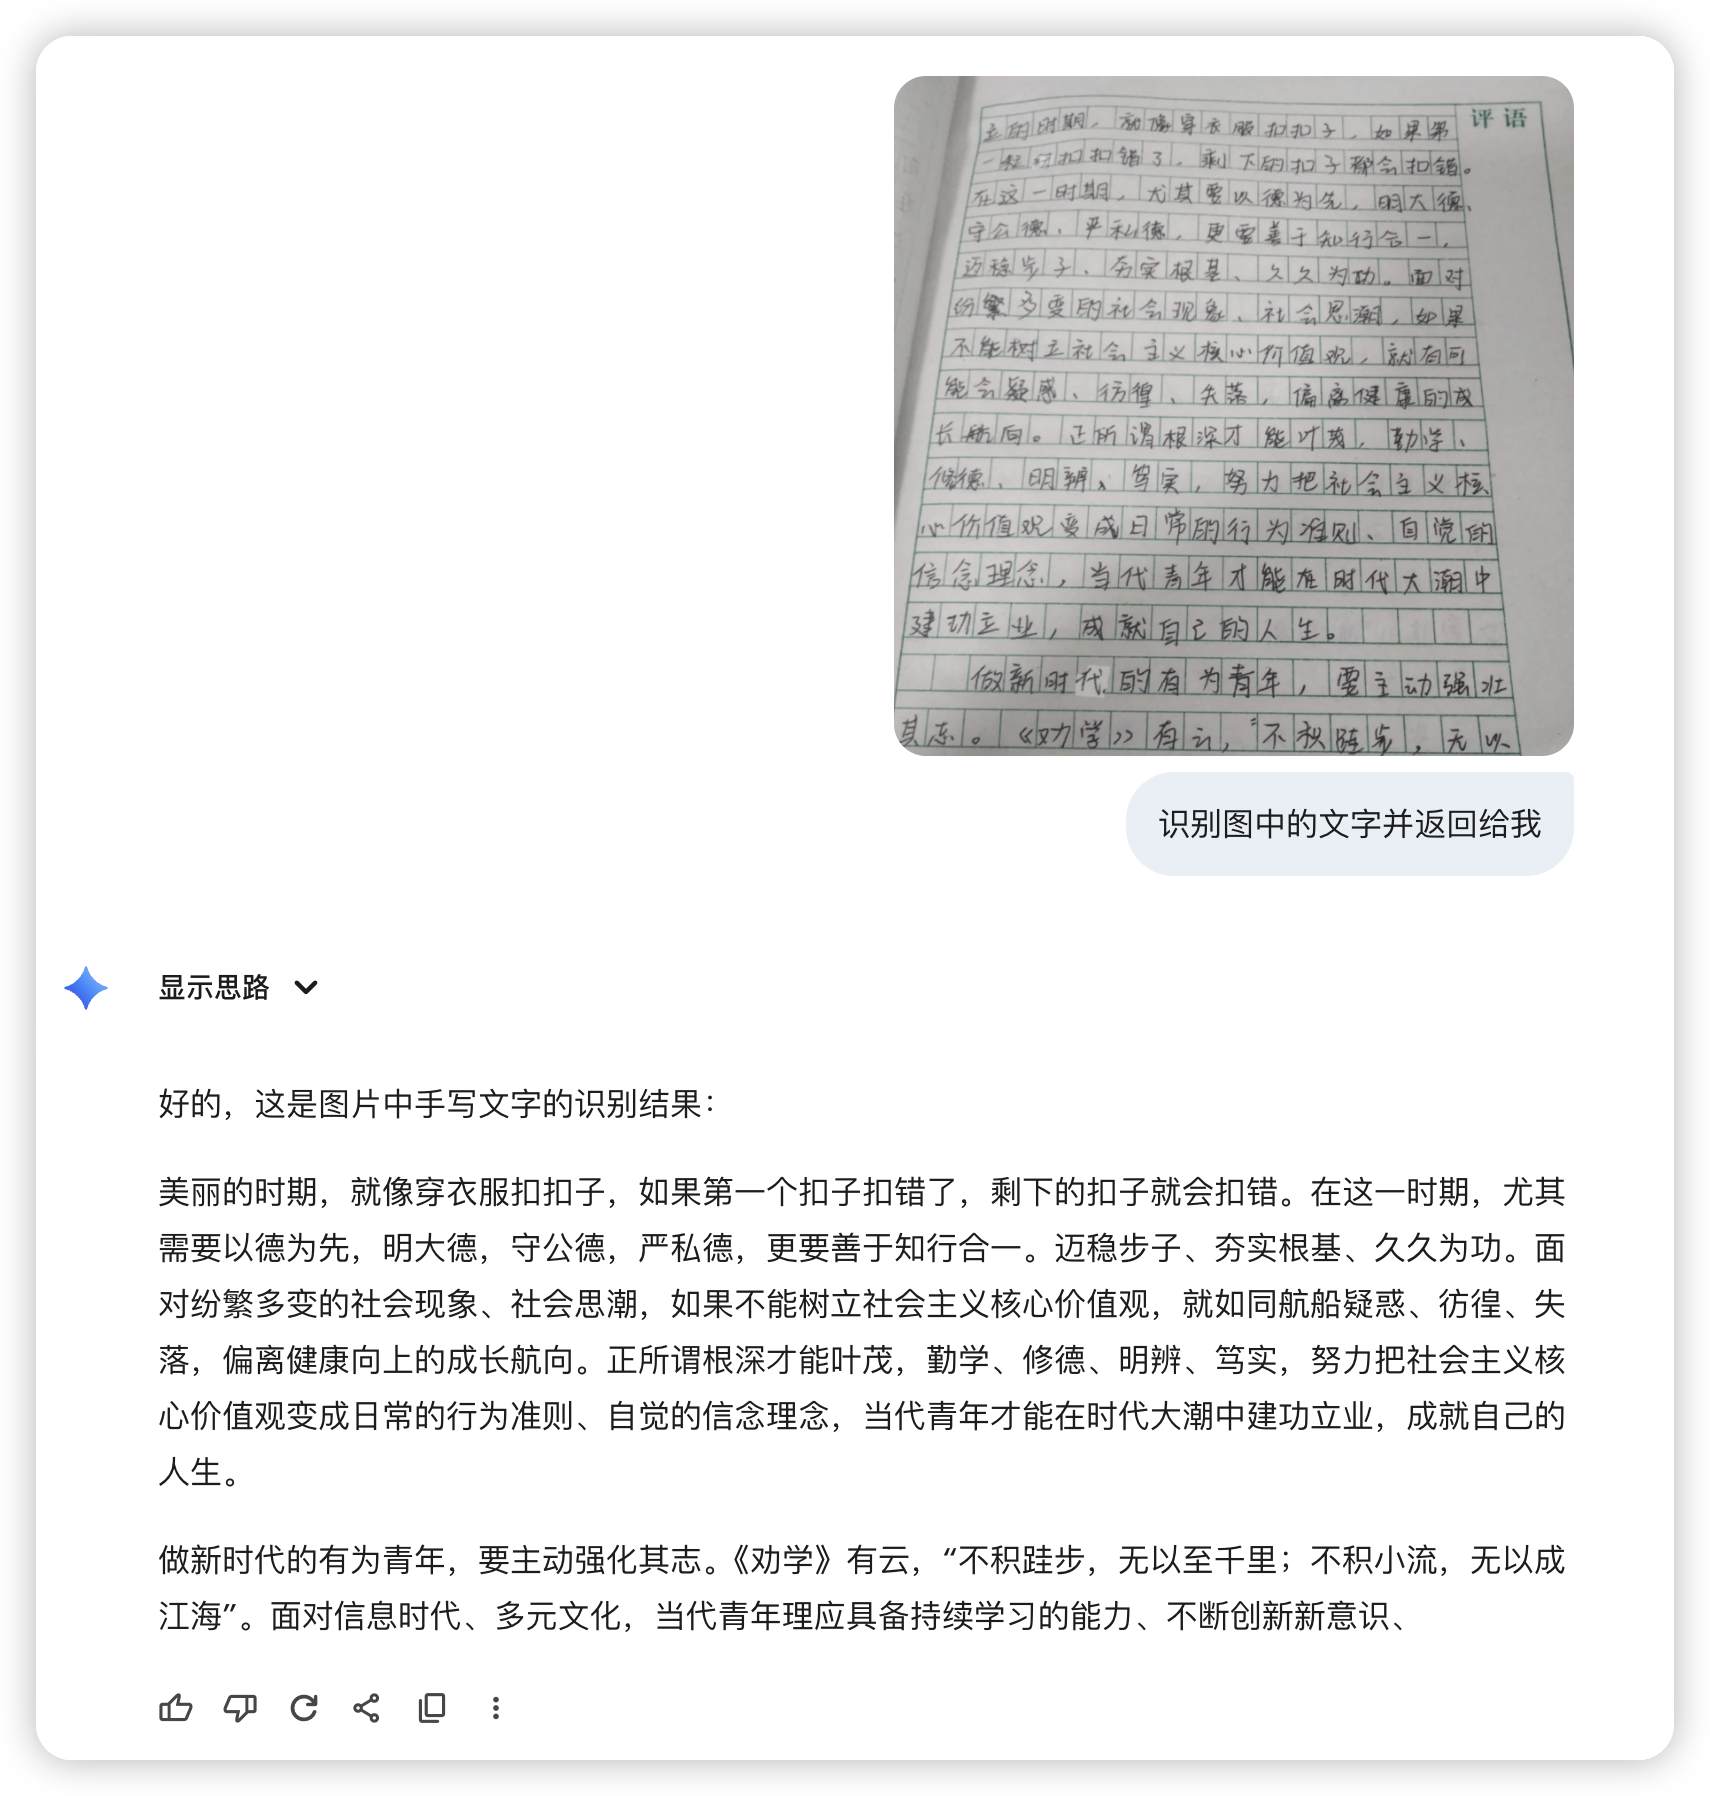 评语
立的时期，就像穿衣服扣扣子，如果第
一粒纽扣扣错了，剩下的扣子都会扣错。
在这一时期，尤其要以德为先，明大德、
守公德、严私德，更需善于知行合一，
迈稳步子、夯实根基、久久为功。面对
纷繁多变的社会现象、社会思潮，如果
不能树立社会主义核心价值观，就有可
能会疑惑、彷徨、失落，偏离健康的成
长航向。正所谓根深才能叶茂，勤学、
修德、明辨、笃实，努力把社会主义核
心价值观变成日常的行为准则、自觉的
信念理念，当代青年才能在时代大潮中
建功立业，成就自己的人生。
做新时代的有为青年，要主动强壮
其志。《劝学》有云，“不积跬步，无以
识别图中的文字并返回给我
显示思路
好的，这是图片中手写文字的识别结果：
美丽的时期，就像穿衣服扣扣子，如果第一个扣子扣错了，剩下的扣子就会扣错。在这一时期，尤其
需要以德为先，明大德，守公德，严私德，更要善于知行合一。迈稳步子、夯实根基、久久为功。面
对纷繁多变的社会现象、社会思潮，如果不能树立社会主义核心价值观，就如同航船疑惑、彷徨、失
落，偏离健康向上的成长航向。正所谓根深才能叶茂，勤学、修德、明辨、笃实，努力把社会主义核
心价值观变成日常的行为准则、自觉的信念理念，当代青年才能在时代大潮中建功立业，成就自己的
人生。
做新时代的有为青年，要主动强化其志。《劝学》有云，“不积跬步，无以至千里；不积小流，无以成
江海”。面对信息时代、多元文化，当代青年理应具备持续学习的能力、不断创新新意识、